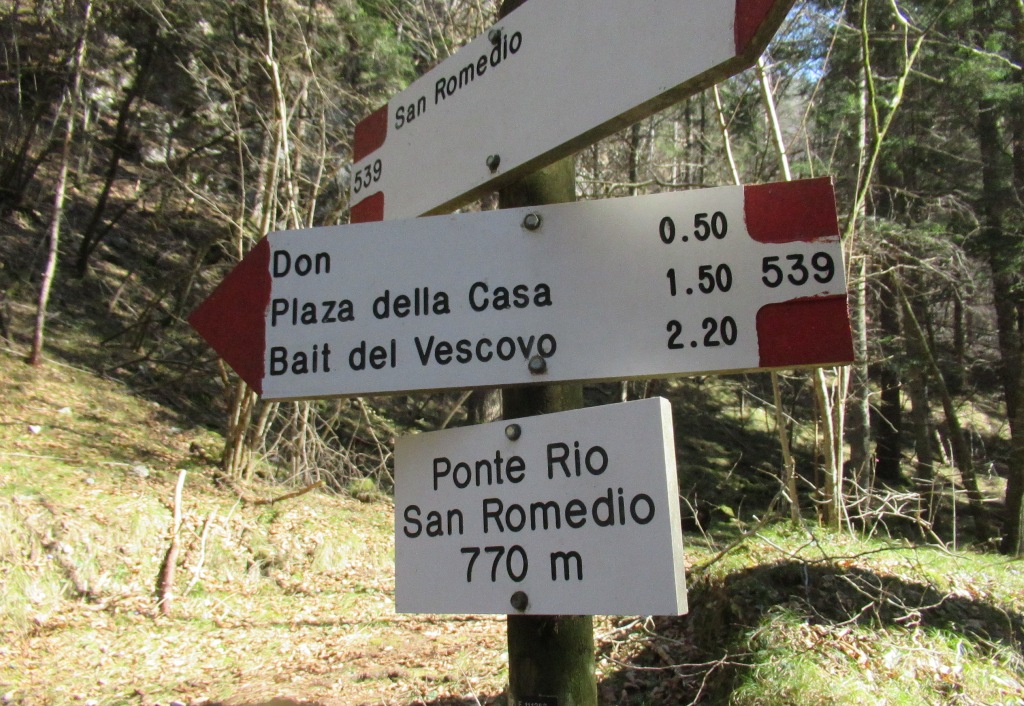 San Romedio
539
Don 0.50
Plaza della Casa 1.50 539
Bait del Vescovo 2.20
Ponte Rio
San Romedio
770 m